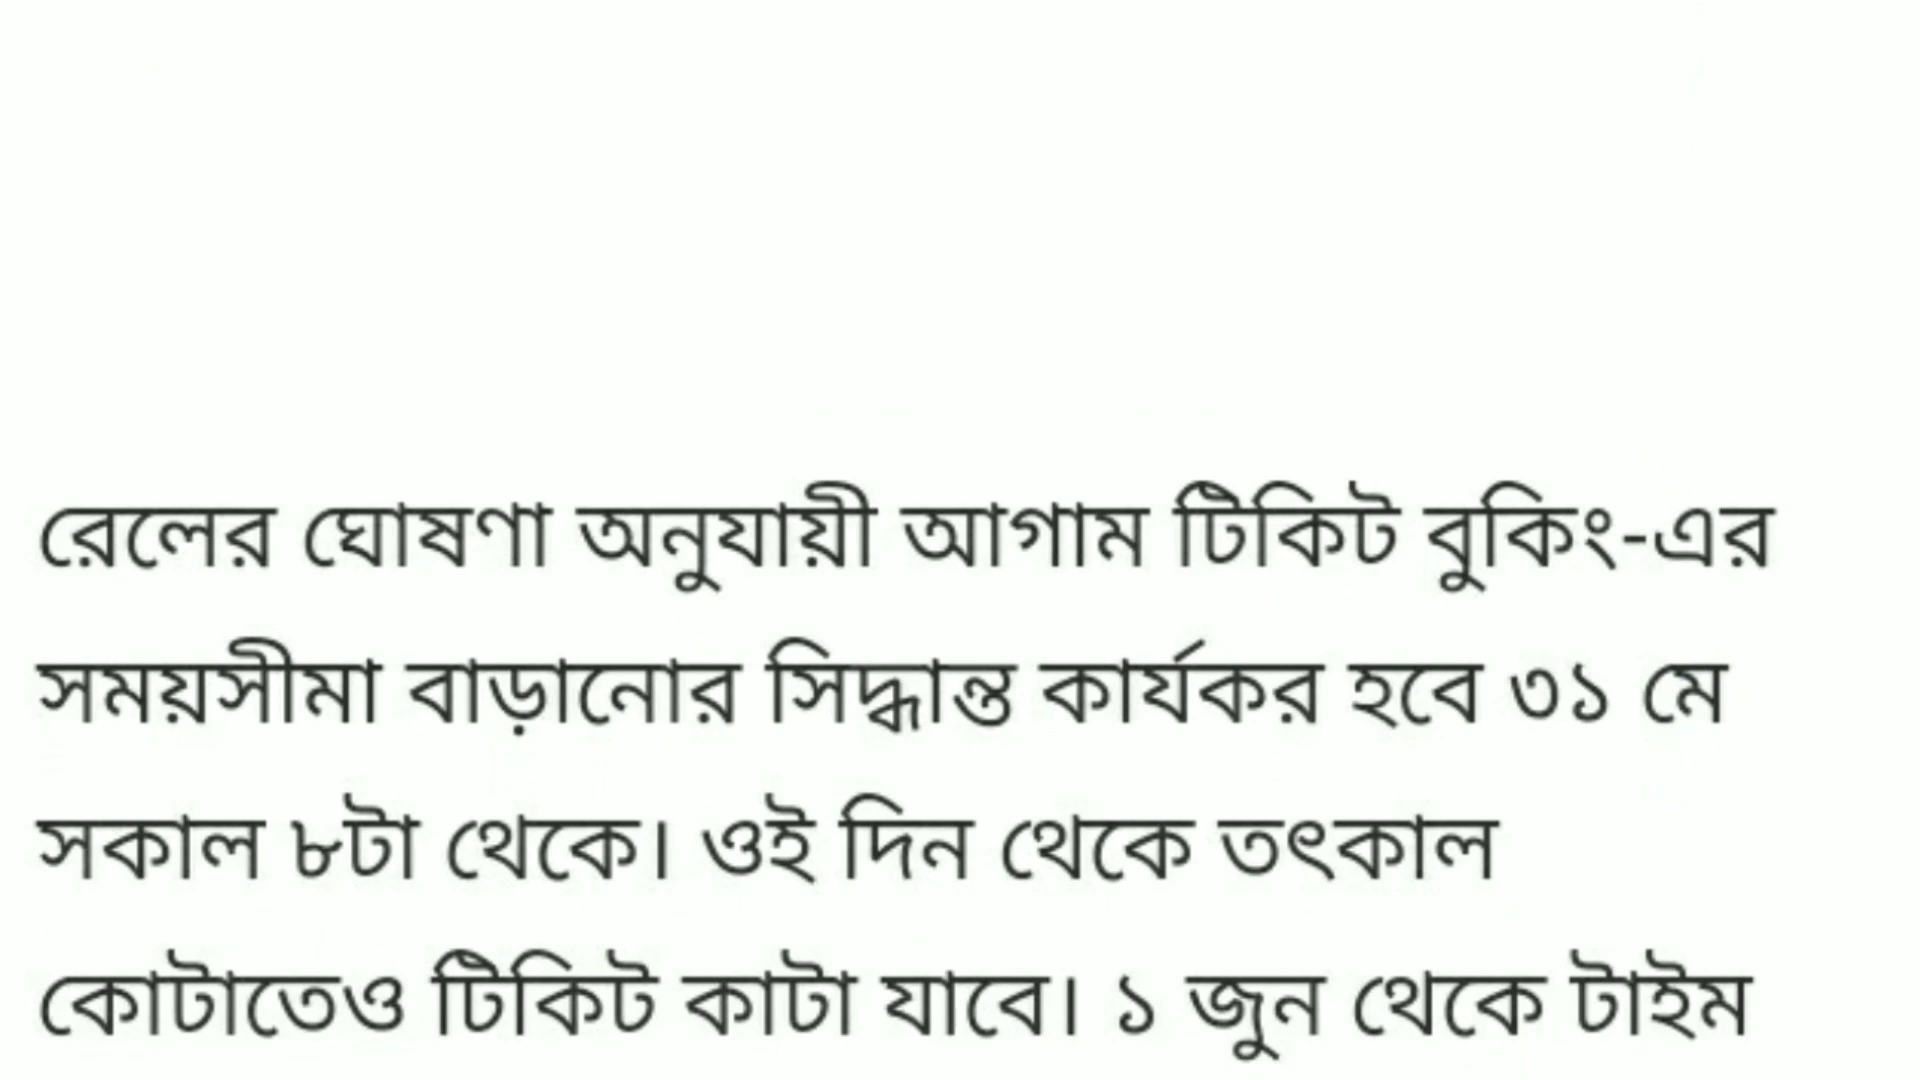 রেলের ঘোষণা অনুযায়ী আগাম টিকিট বুকিং-এর
সময়সীমা বাড়ানোর সিদ্ধান্ত কার্যকর হবে ৩১ মে
সকাল ৮টা থেকে। ওই দিন থেকে তৎকাল
কোটাতেও টিকিট কাটা যাবে। ১ জুন থেকে টাইম